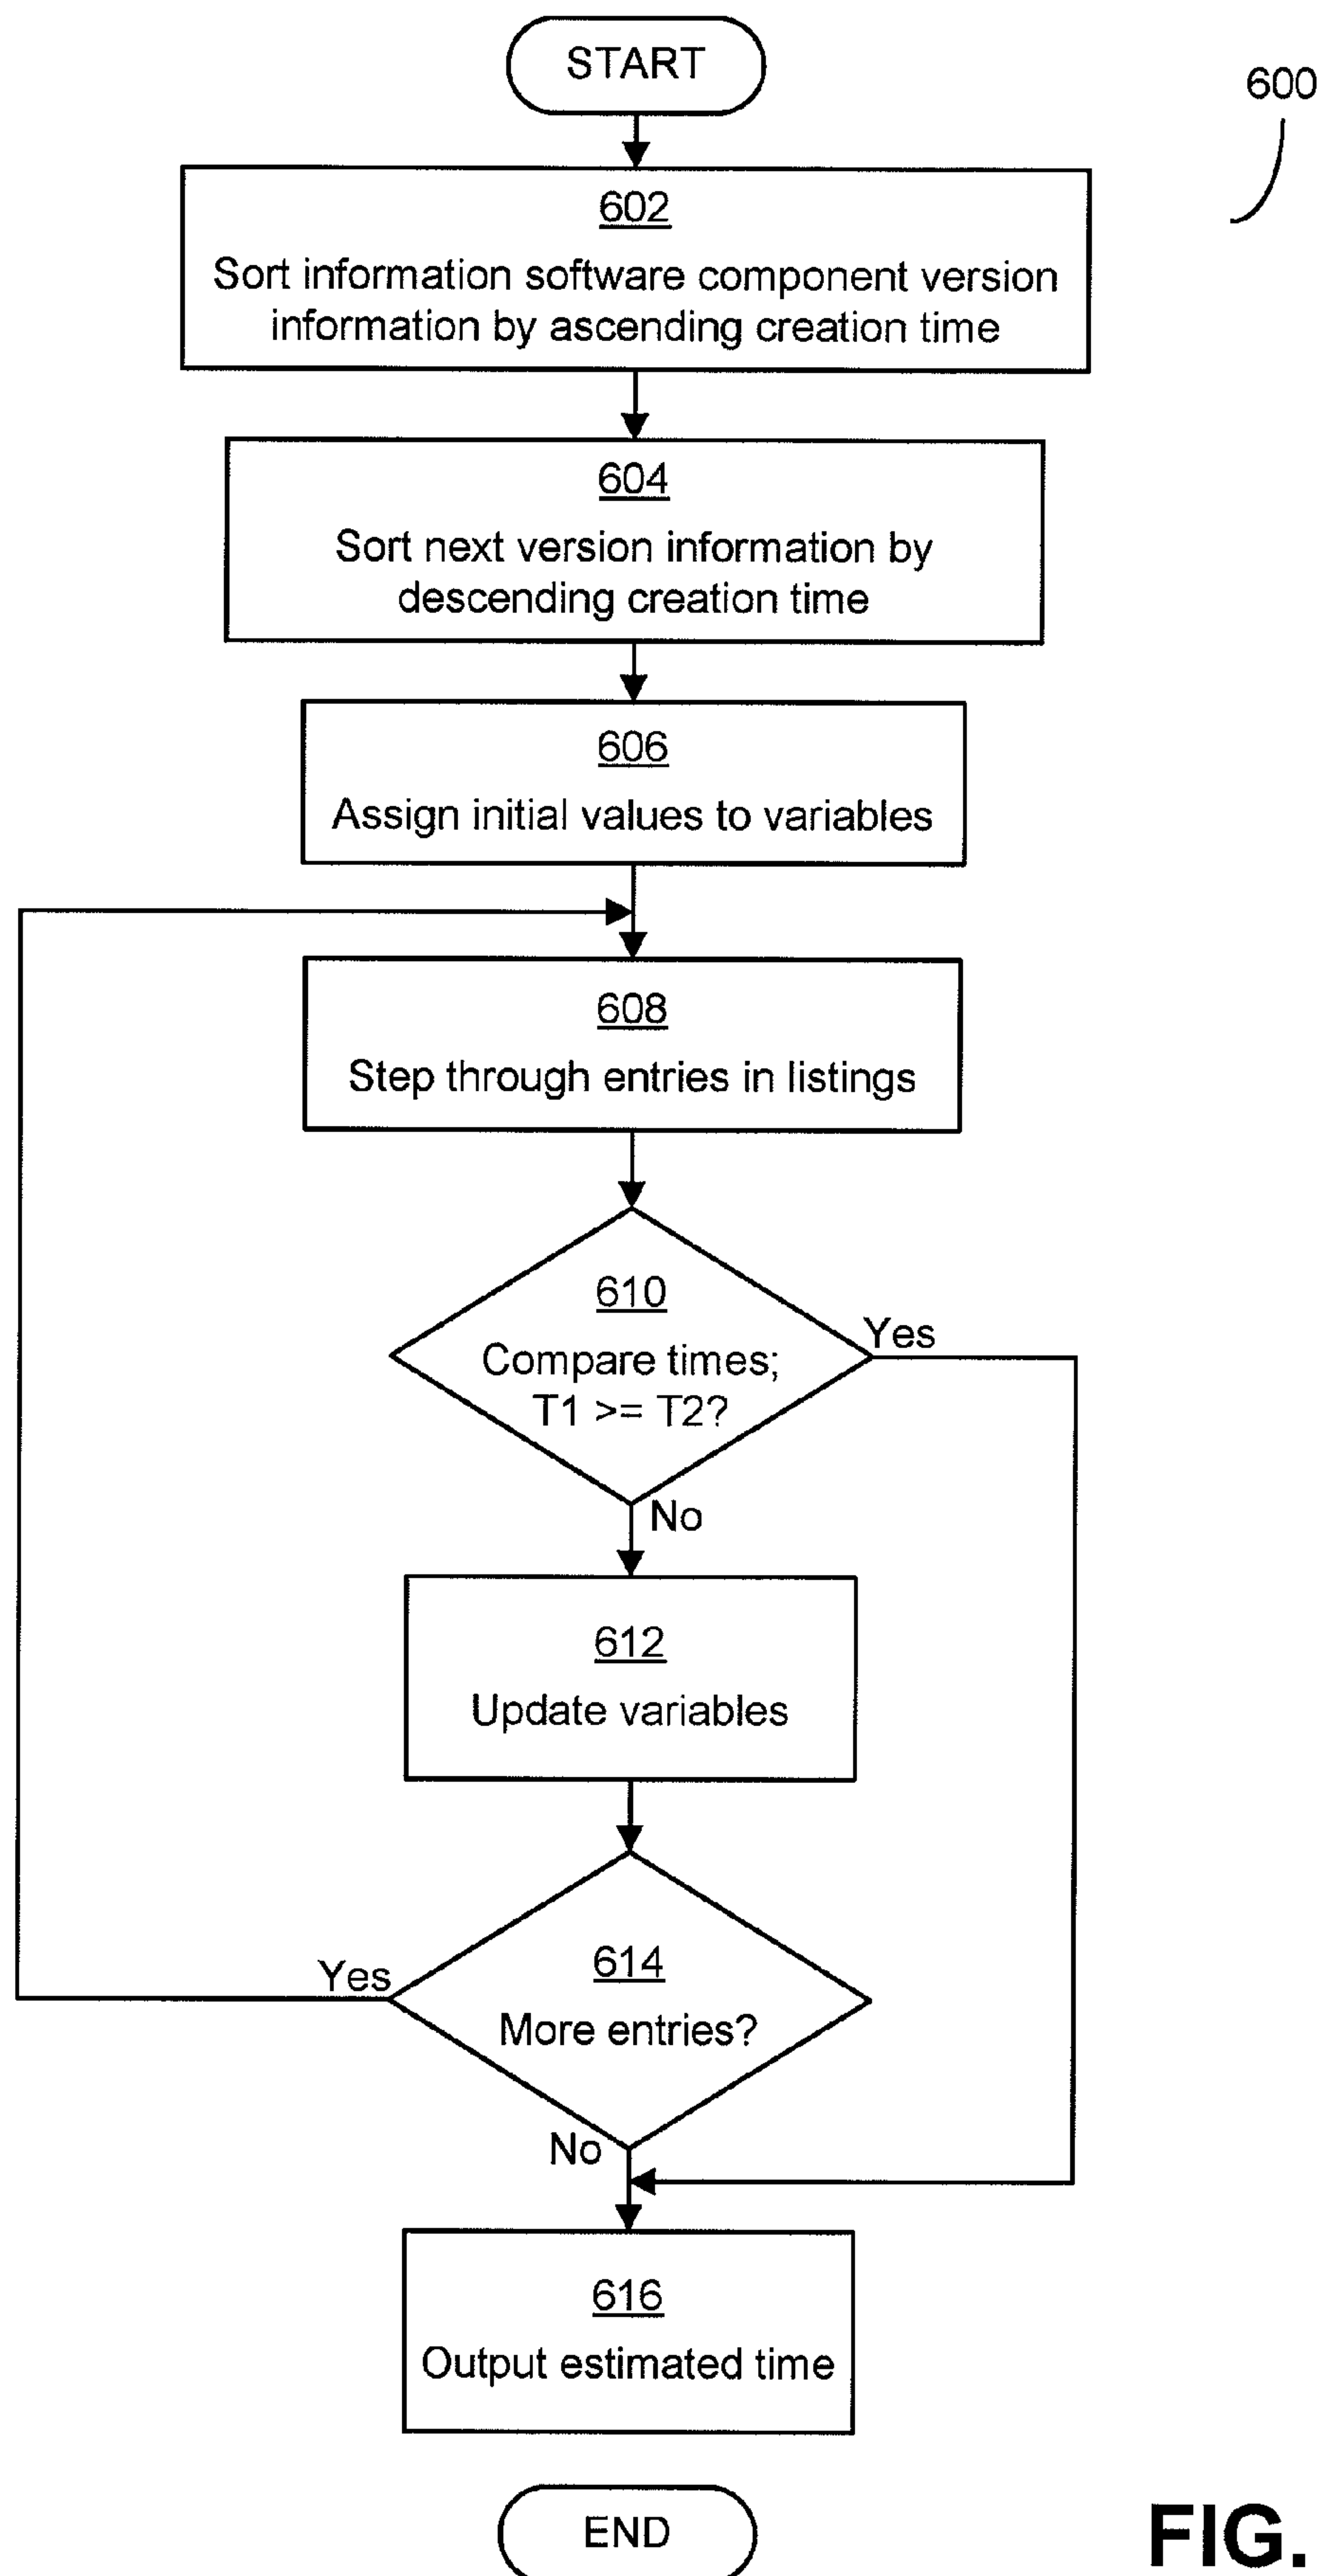 START
600
602
Sort information software component version
information by ascending creation time
604
Sort next version information by
descending creation time
606
Assign initial values to variables
608
Step through entries in listings
610
Compare times;
T1 >= T2?
Yes
No
612
Update variables
614
More entries?
Yes
No
616
Output estimated time
END
FIG.